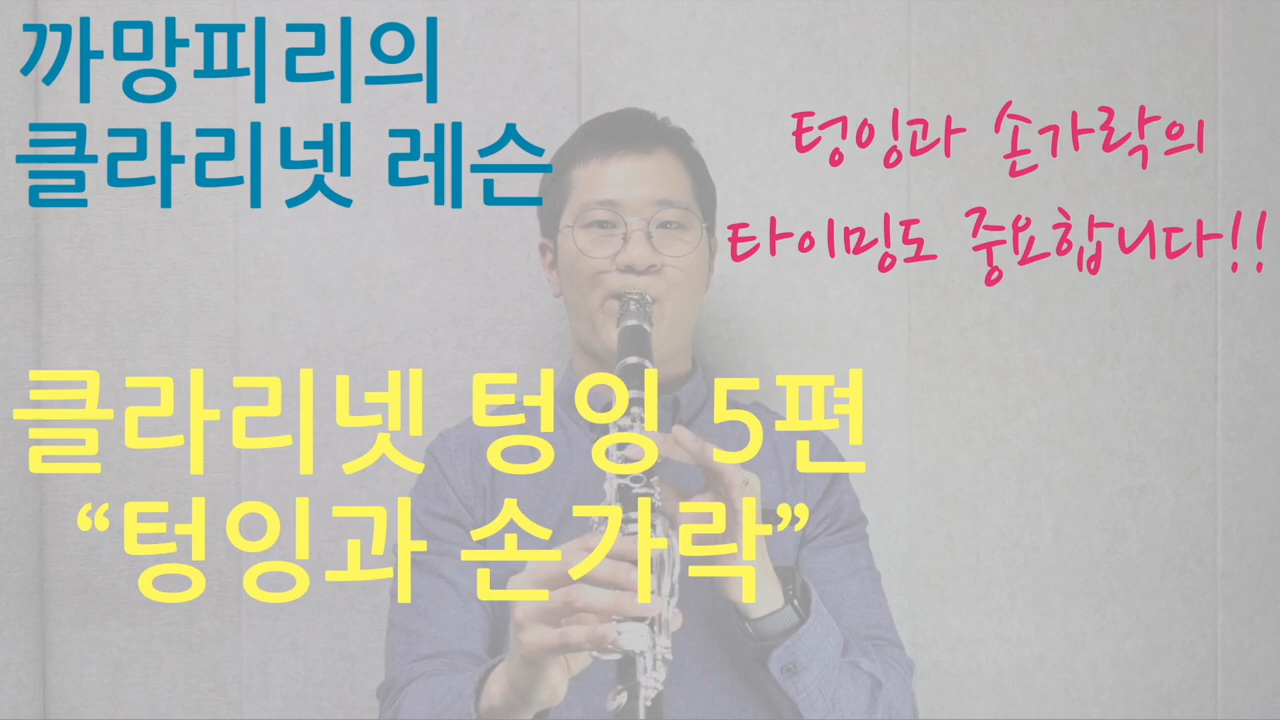 까망피리의
클라리넷 레슨
텅잉과 손가락의
타이밍도 중요합니다!!
클라리넷 텅잉 5편
“텅잉과 손가락”